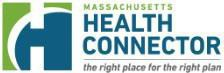 MASSACHUSETTS
HEALTH
CONNECTOR
the right place for the right plan